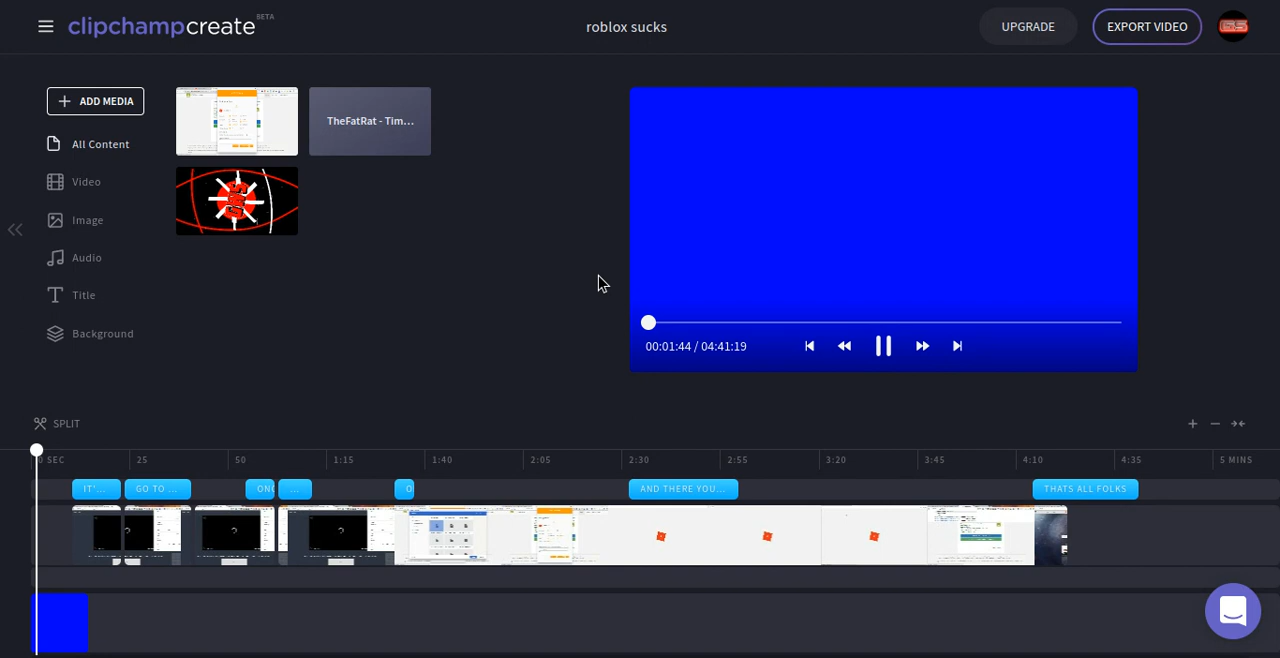 clipchampcreate BETA
roblox sucks
UPGRADE
EXPORT VIDEO
ADD MEDIA
All Content
Video
Image
Audio
Title
Background
TheFatRat - Tim...
00:01:44 / 04:41:19
SPLIT
0 SEC 25 50 1:15 1:40 2:05 2:30 2:55 3:20 3:45 4:10 4:35 5 MINS
IT'... GO TO ... ONC ... O AND THERE YOU... THATS ALL FOLKS